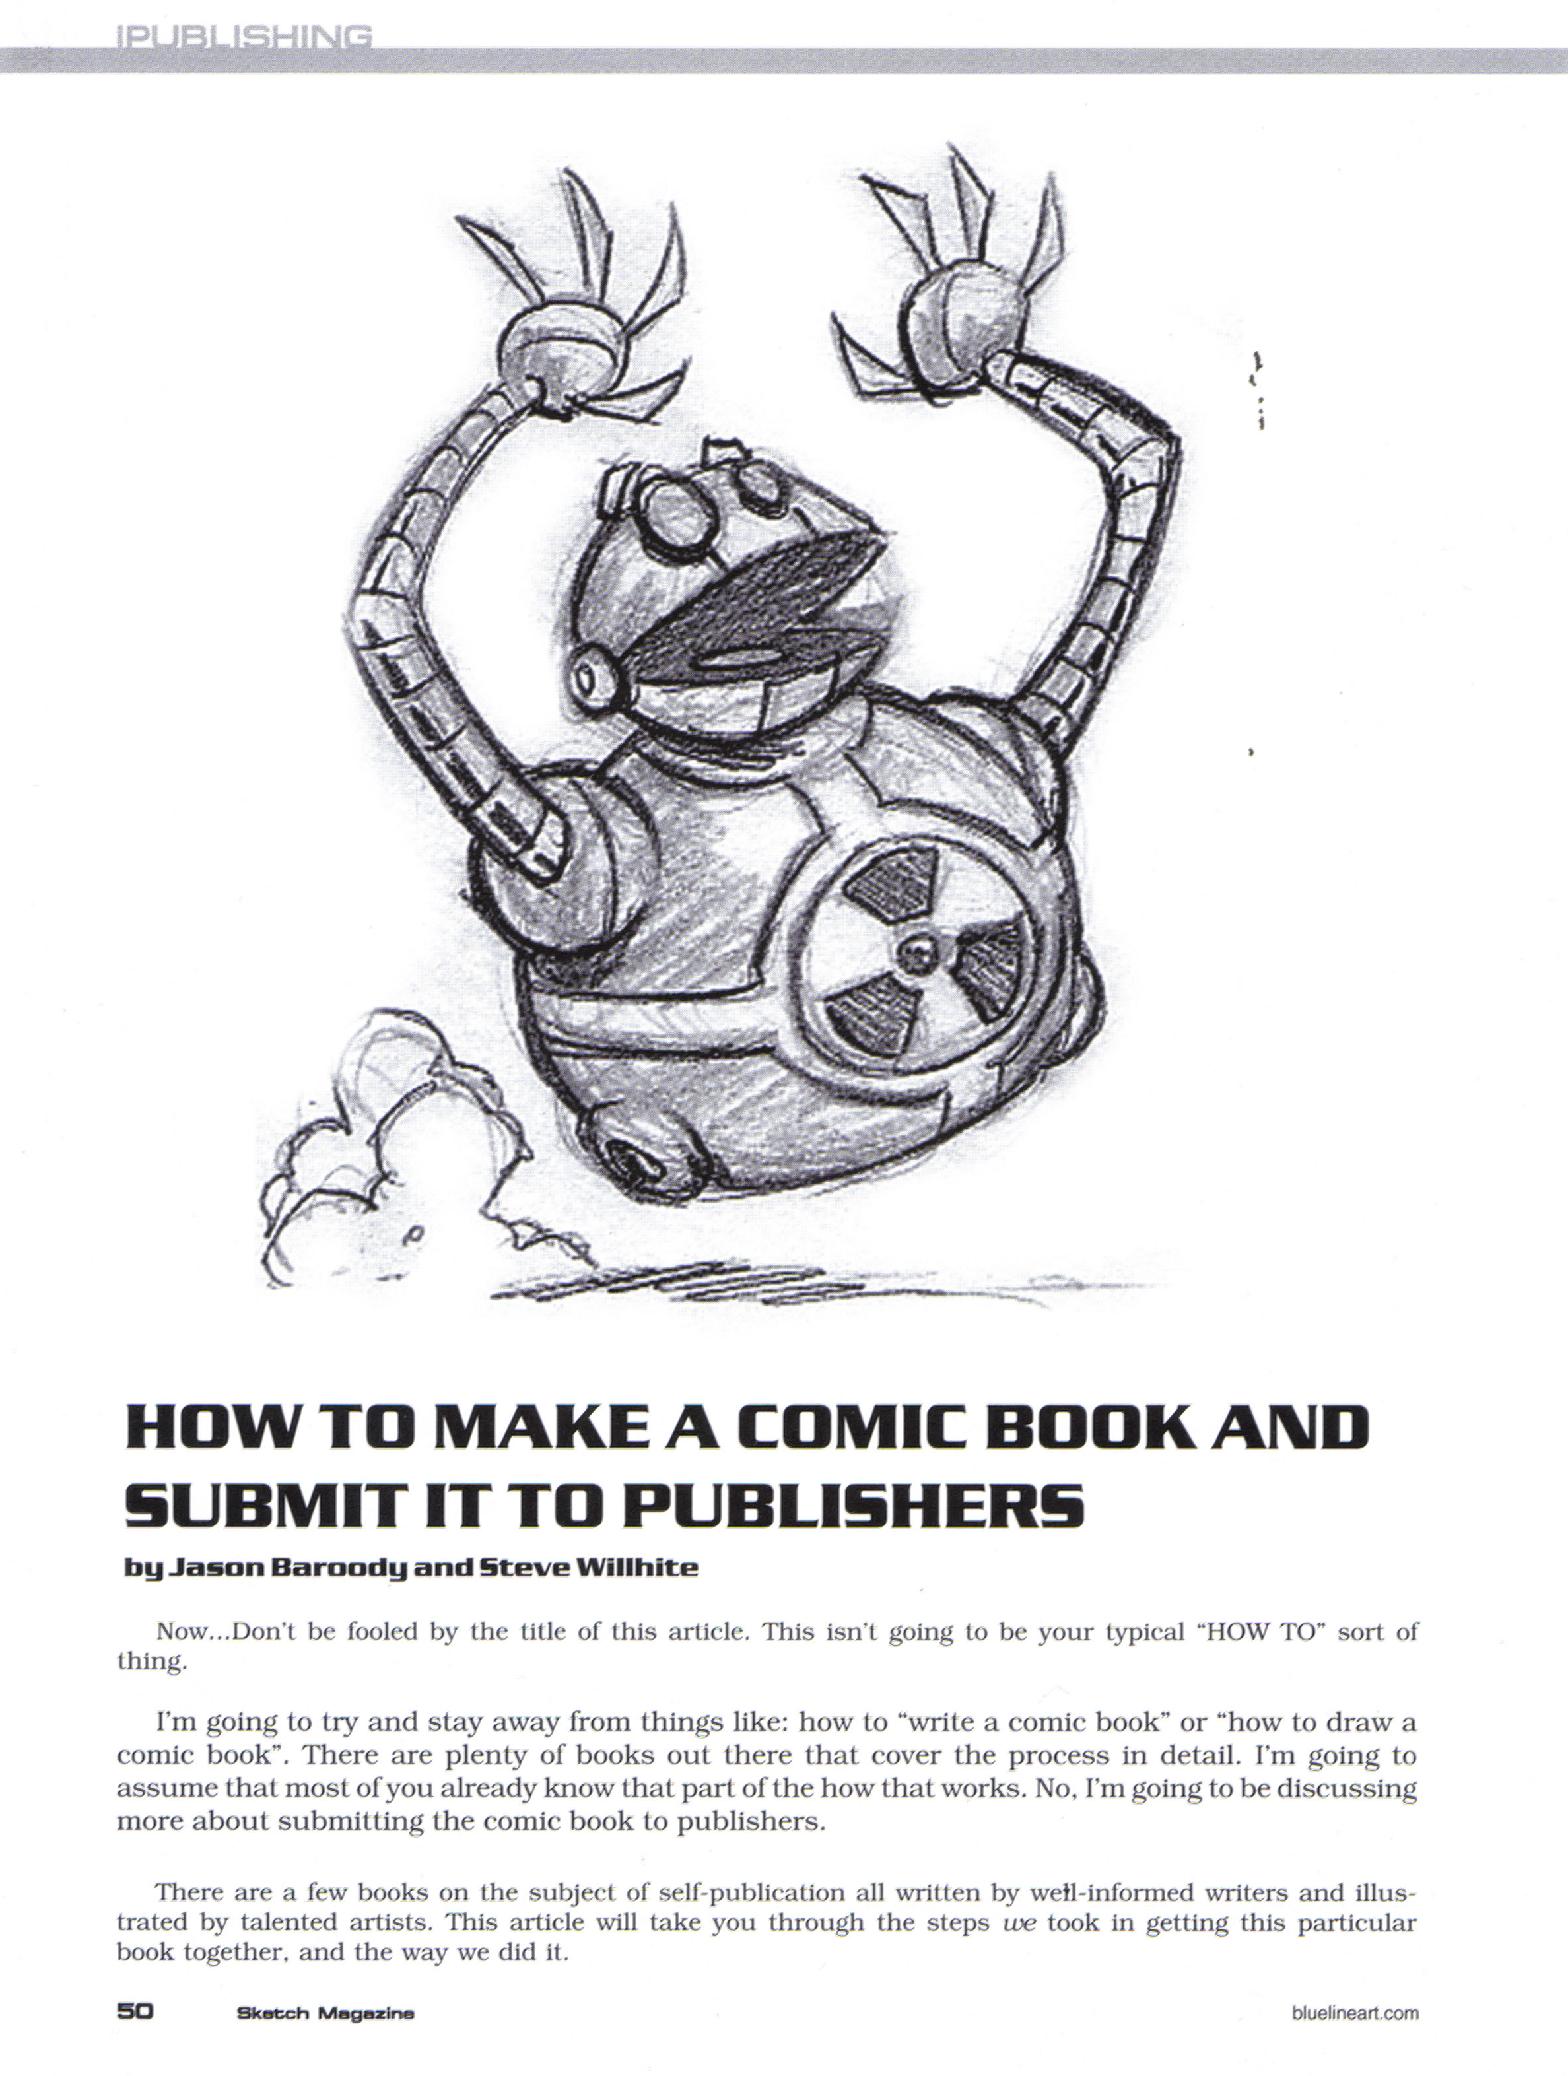 IPUBLISHING
HOW TO MAKE A COMIC BOOK AND
SUBMIT IT TO PUBLISHERS
by Jason Baroody and Steve Willhite
Now...Don't be fooled by the title of this article. This isn't going to be your typical “HOW TO” sort of
thing.
I'm going to try and stay away from things like: how to “write a comic book” or “how to draw a
comic book”. There are plenty of books out there that cover the process in detail. I'm going to
assume that most of you already know that part of the how that works. No, I'm going to be discussing
more about submitting the comic book to publishers.
There are a few books on the subject of self-publication all written by well-informed writers and illus-
trated by talented artists. This article will take you through the steps we took in getting this particular
book together, and the way we did it.
50 Sketch Magazine bluelineart.com